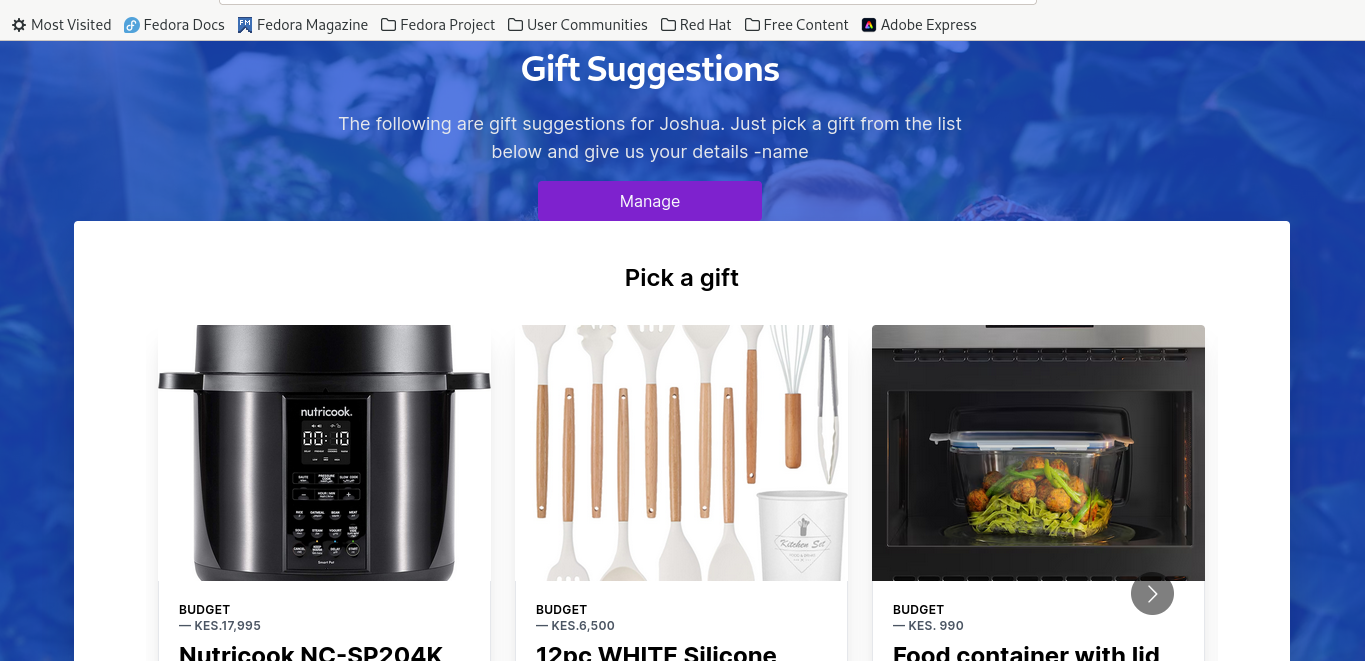 Most Visited Fedora Docs Fedora Magazine Fedora Project User Communities Red Hat Free Content Adobe Express
Gift Suggestions
The following are gift suggestions for Joshua. Just pick a gift from the list
below and give us your details -name
Manage
Pick a gift
nutricook.
00:10
Kitchen Set
BUDGET
— KES.17,995
Nutricook NC-SP204K
BUDGET
— KES.6,500
12pc WHITE Silicone
BUDGET
— KES. 990
Food container with lid